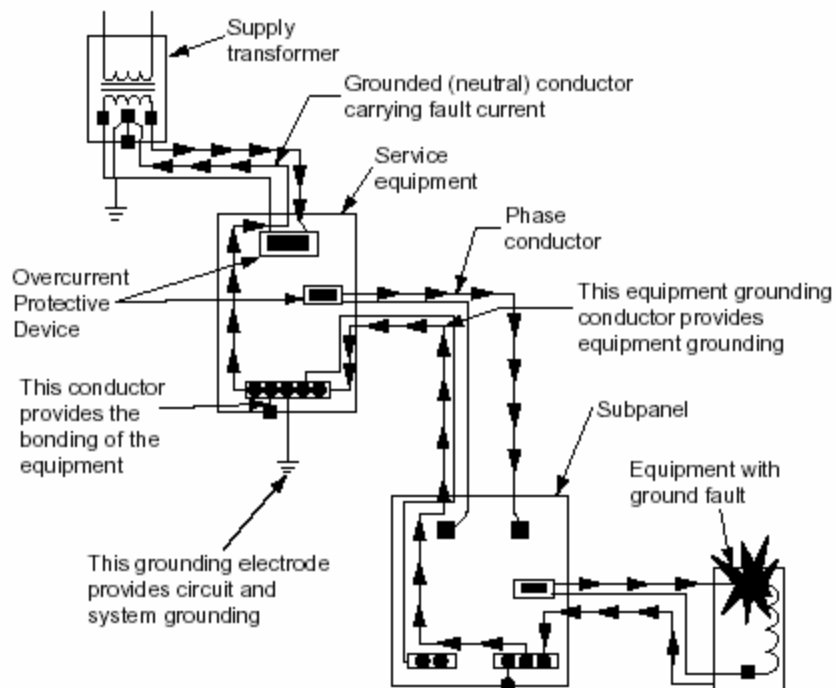 Supply
transformer
Grounded (neutral) conductor
carrying fault current
Service
equipment
Phase
conductor
Overcurrent
Protective
Device
This equipment grounding
conductor provides
equipment grounding
This conductor
provides the
bonding of the
equipment
Subpanel
Equipment with
ground fault
This grounding electrode
provides circuit and
system grounding